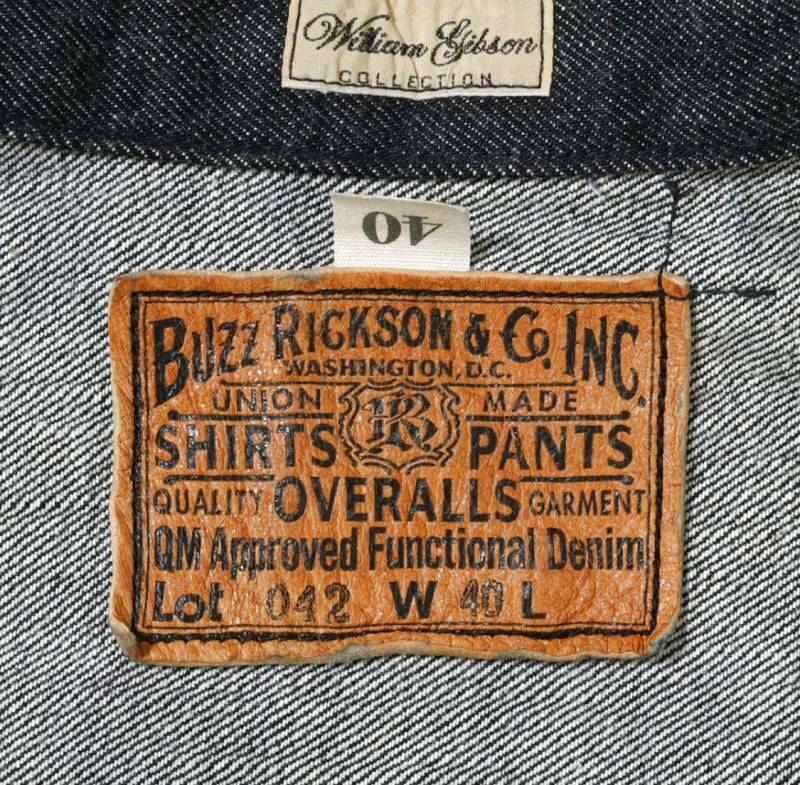 William Gibson
COLLECTION
40
BUZZ RICKSON & CO. INC.
WASHINGTON, D.C.
UNION MADE
SHIRTS PANTS
QUALITY OVERALLS GARMENT
QM Approved Functional Denim
Lot 042 W 40 L